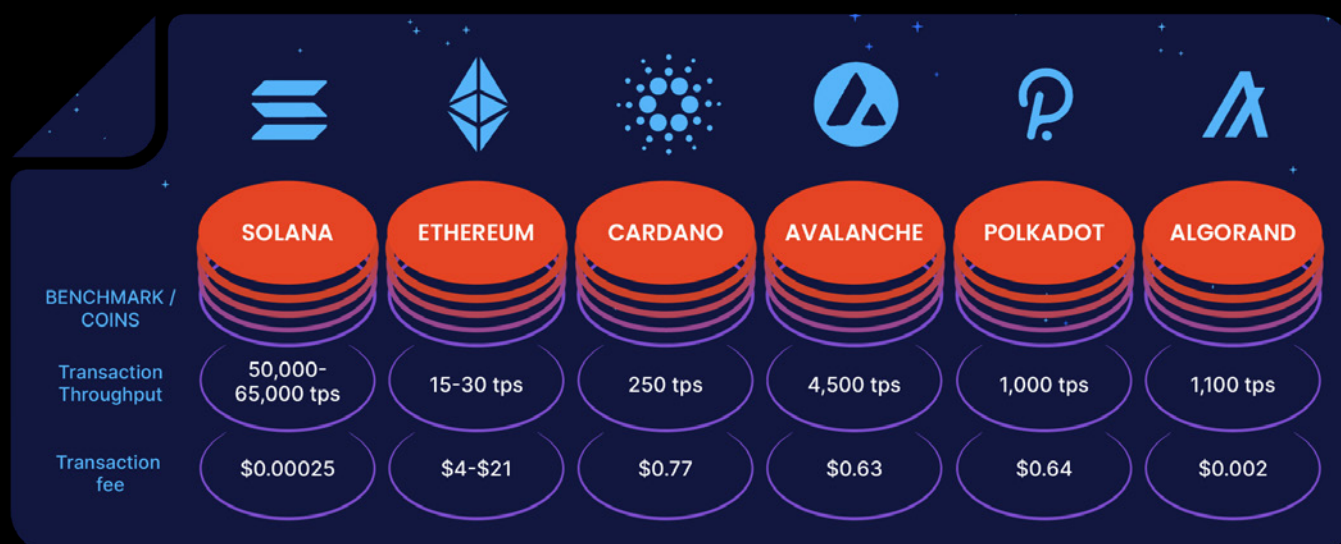 SOLANA ETHEREUM CARDANO AVALANCHE POLKADOT ALGORAND
BENCHMARK /
COINS
Transaction
Throughput
50,000-
65,000 tps
15-30 tps
250 tps
4,500 tps
1,000 tps
1,100 tps
Transaction
fee
$0.00025
$4-$21
$0.77
$0.63
$0.64
$0.002